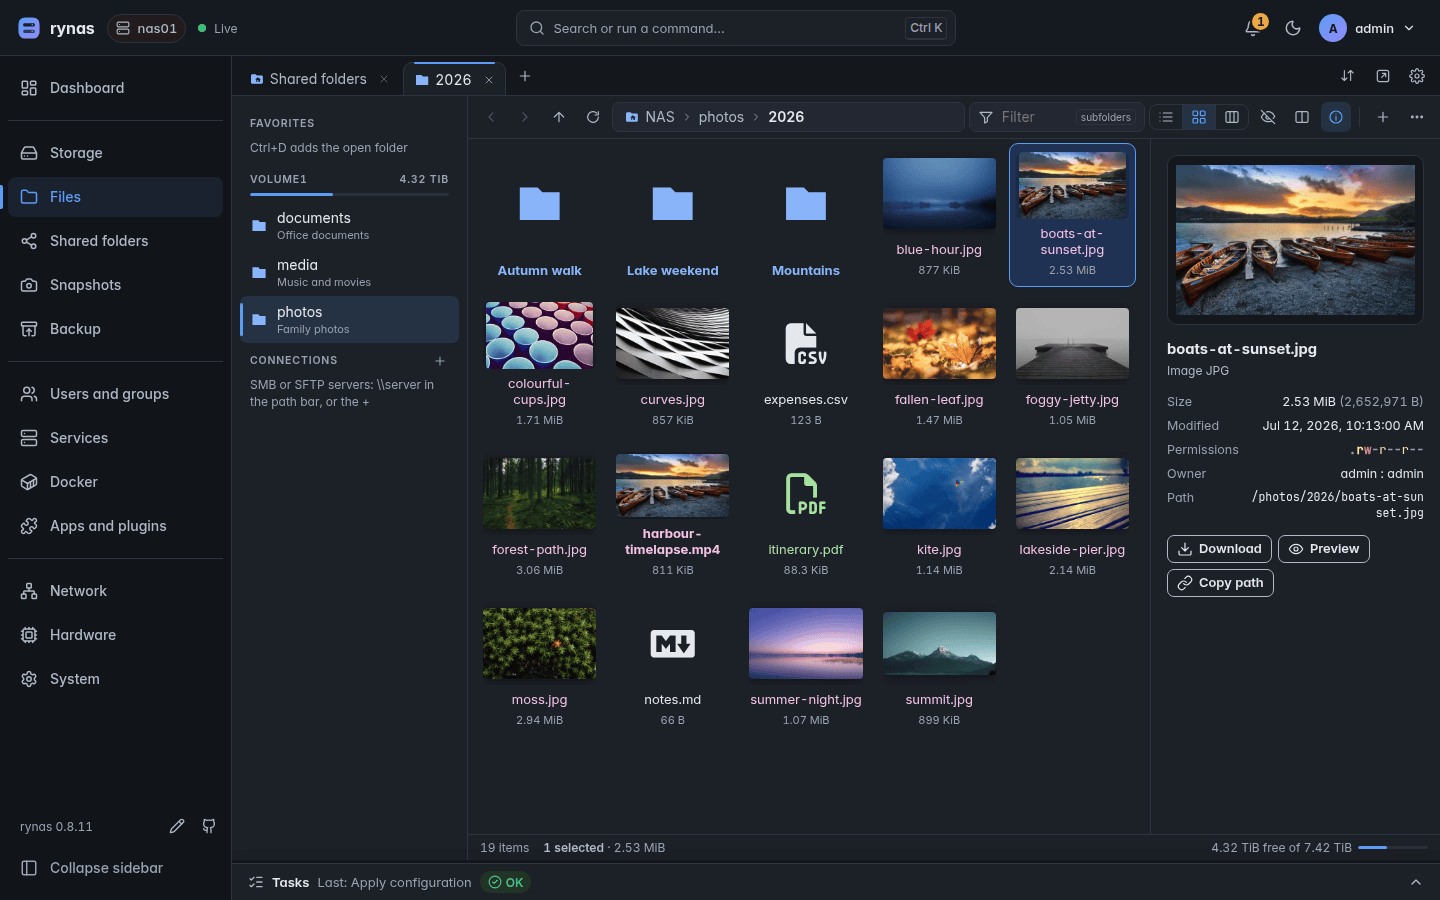 rynas
nas01
Live
Search or run a command...
Ctrl K
1
A
admin
Dashboard
Storage
Files
Shared folders
Snapshots
Backup
Users and groups
Services
Docker
Apps and plugins
Network
Hardware
System
rynas 0.8.11
Collapse sidebar
Shared folders
2026
FAVORITES
Ctrl+D adds the open folder
VOLUME1 4.32 TIB
documents
Office documents
media
Music and movies
photos
Family photos
CONNECTIONS
SMB or SFTP servers: \\server in
the path bar, or the +
NAS › photos › 2026
Filter
subfolders
Autumn walk
Lake weekend
Mountains
blue-hour.jpg
877 KiB
boats-at-
sunset.jpg
2.53 MiB
colourful-
cups.jpg
1.71 MiB
curves.jpg
857 KiB
CSV
expenses.csv
123 B
fallen-leaf.jpg
1.47 MiB
foggy-jetty.jpg
1.05 MiB
forest-path.jpg
3.06 MiB
harbour-
timelapse.mp4
811 KiB
PDF
itinerary.pdf
88.3 KiB
kite.jpg
1.14 MiB
lakeside-pier.jpg
2.14 MiB
moss.jpg
2.94 MiB
M
notes.md
66 B
summer-night.jpg
1.07 MiB
summit.jpg
899 KiB
boats-at-sunset.jpg
Image JPG
Size 2.53 MiB (2,652,971 B)
Modified Jul 12, 2026, 10:13:00 AM
Permissions .rw-r--r--
Owner admin : admin
Path /photos/2026/boats-at-sun
set.jpg
Download
Preview
Copy path
19 items 1 selected · 2.53 MiB
4.32 TiB free of 7.42 TiB
Tasks Last: Apply configuration OK